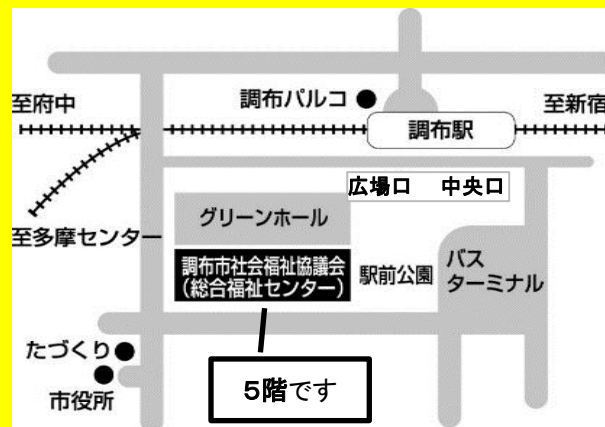 至府中
調布パルコ
至新宿
調布駅
広場口　中央口
グリーンホール
至多摩センター
調布市社会福祉協議会
（総合福祉センター）
駅前公園
バス
ターミナル
たづくり
市役所
5階です